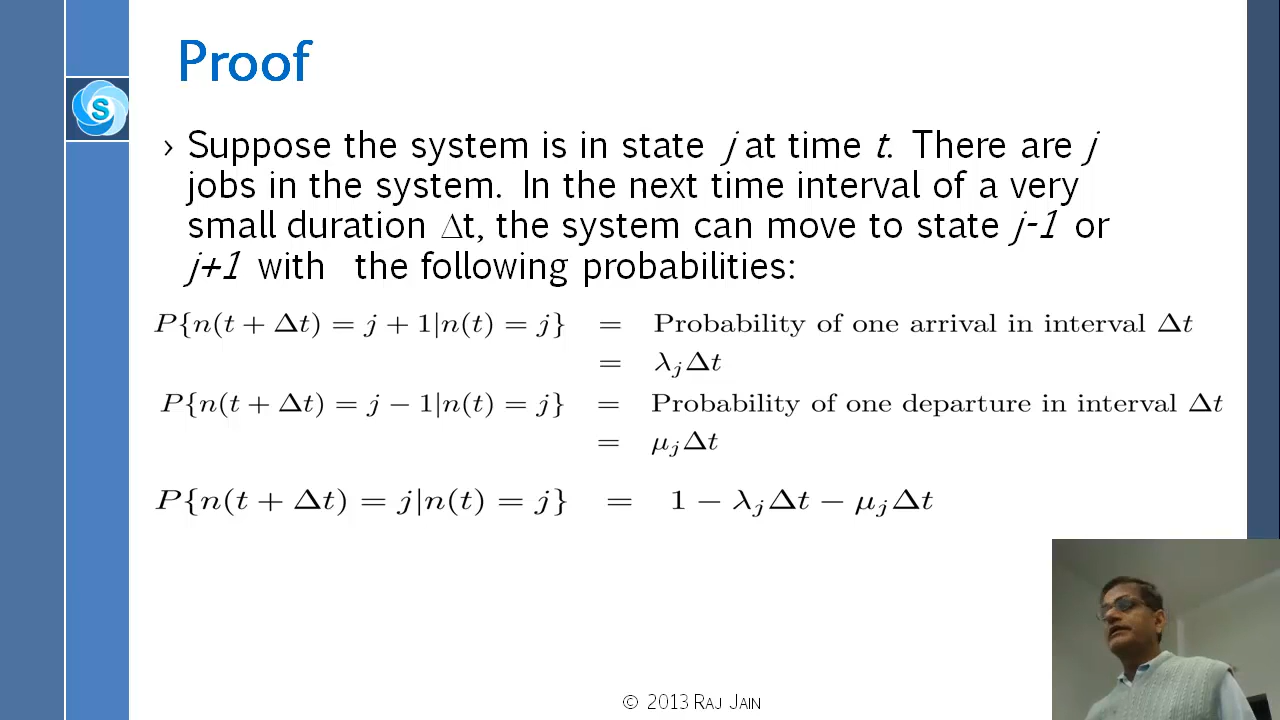 Proof
S
› Suppose the system is in state j at time t. There are j
jobs in the system. In the next time interval of a very
small duration Δt, the system can move to state j-1 or
j+1 with the following probabilities:
P{n(t + Δt) = j + 1|n(t) = j} = Probability of one arrival in interval Δt
= λⱼΔt
P{n(t + Δt) = j − 1|n(t) = j} = Probability of one departure in interval Δt
= μⱼΔt
P{n(t + Δt) = j|n(t) = j} = 1 − λⱼΔt − μⱼΔt
© 2013 RAJ JAIN